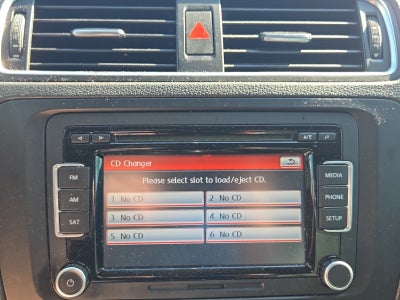 CD Changer
Please select slot to load/eject CD.
FM
1 No CD
2 No CD
MEDIA
AM
3 No CD
4 No CD
PHONE
SAT
5 No CD
6 No CD
SETUP